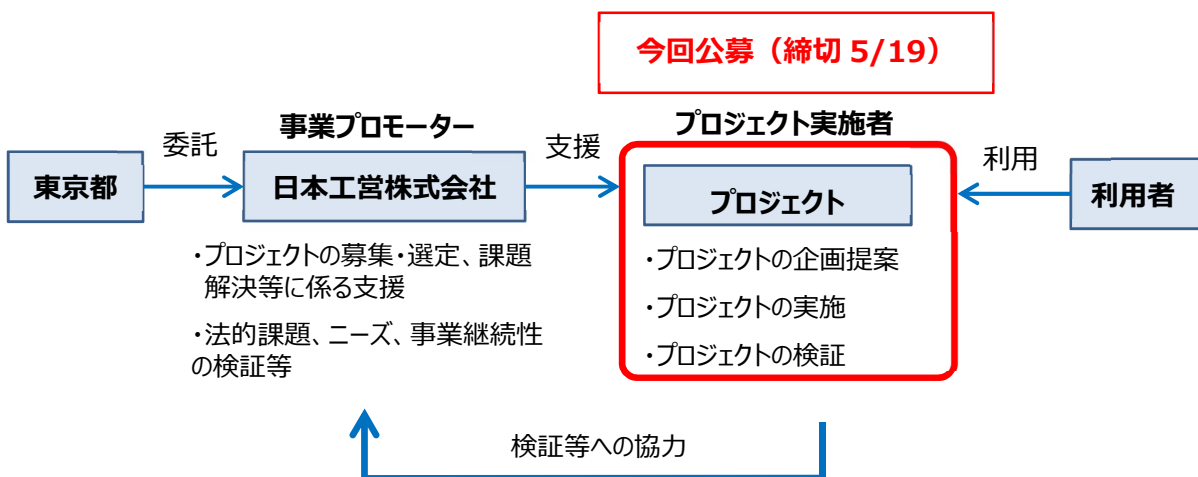 今回公募（締切 5/19）
事業プロモーター
プロジェクト実施者
委託
支援
利用
東京都
日本工営株式会社
プロジェクト
利用者
・プロジェクトの募集・選定、課題
解決等に係る支援
・法的課題、ニーズ、事業継続性
の検証等
・プロジェクトの企画提案
・プロジェクトの実施
・プロジェクトの検証
検証等への協力